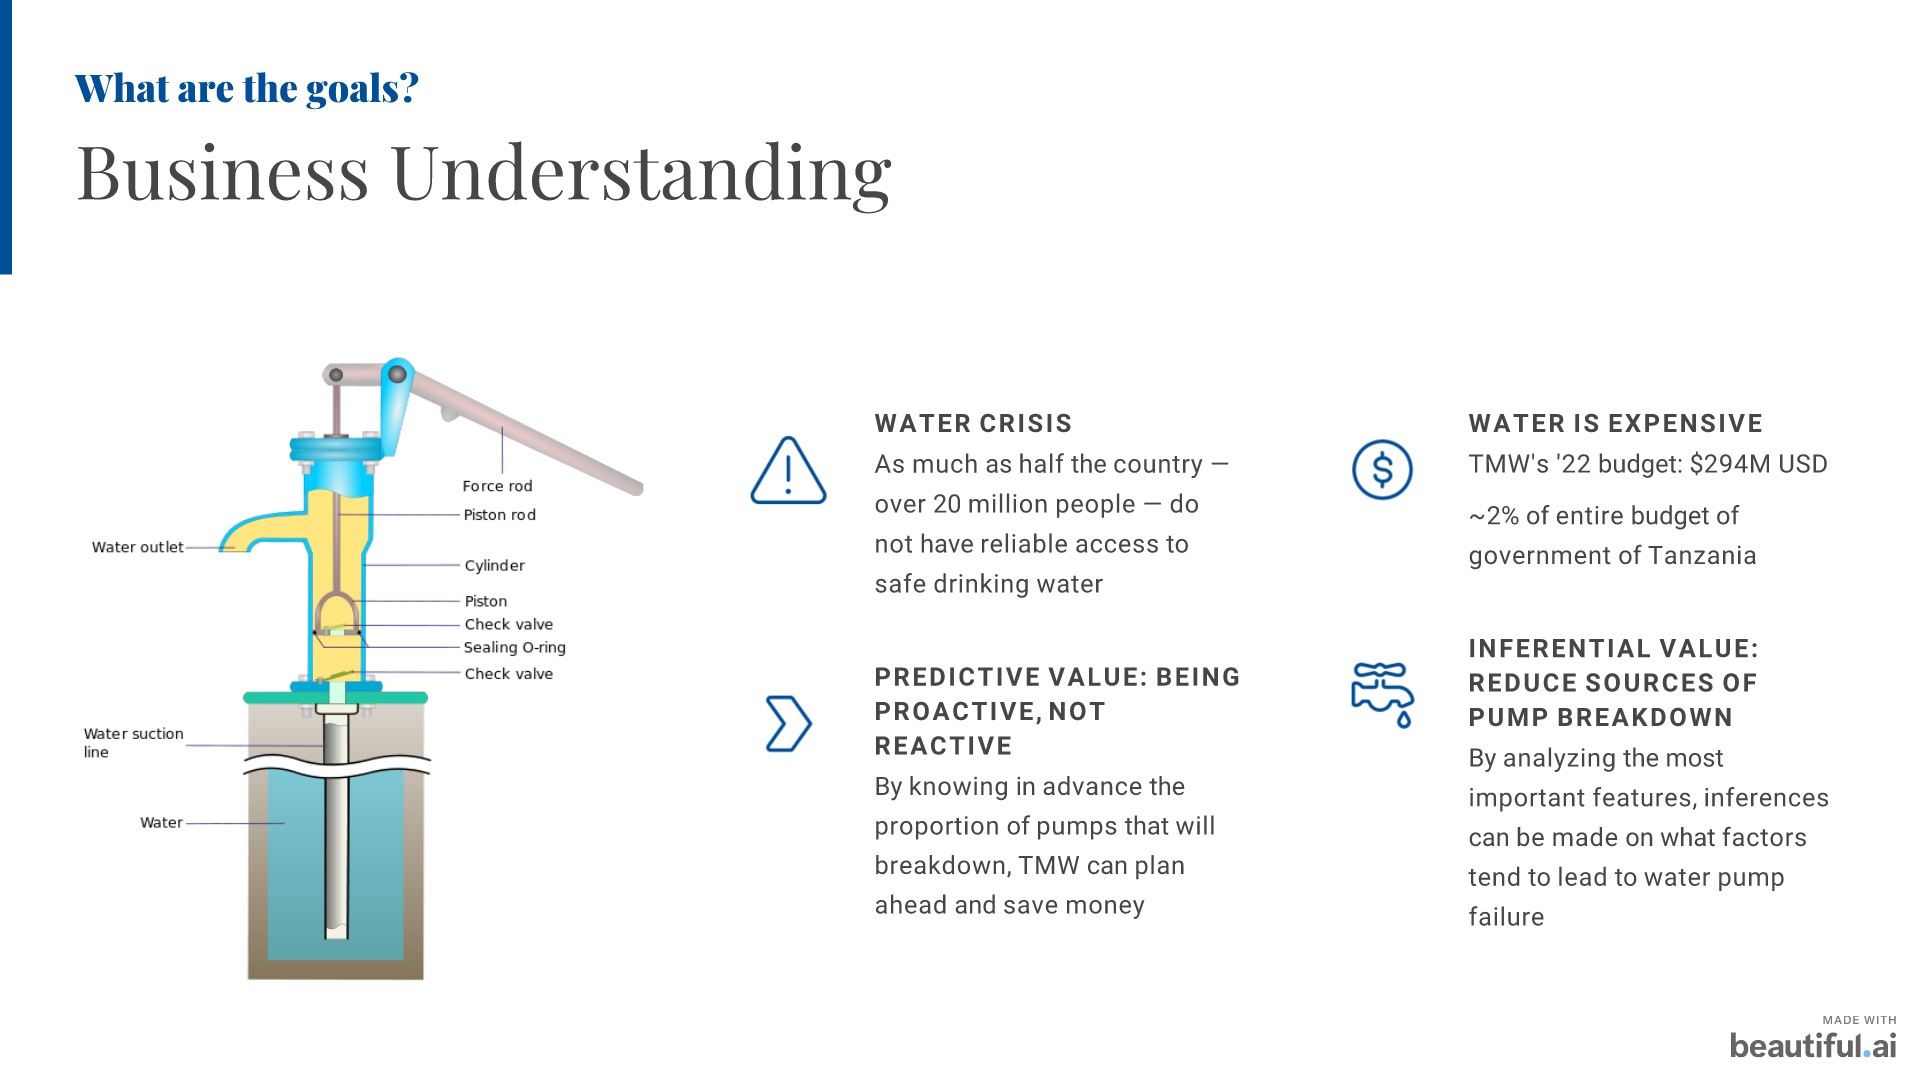 What are the goals?
Business Understanding
Force rod
Piston rod
Water outlet
Cylinder
Piston
Check valve
Sealing O-ring
Check valve
Water suction
line
Water
WATER CRISIS
As much as half the country —
over 20 million people — do
not have reliable access to
safe drinking water
WATER IS EXPENSIVE
TMW's '22 budget: $294M USD
~2% of entire budget of
government of Tanzania
PREDICTIVE VALUE: BEING
PROACTIVE, NOT
REACTIVE
By knowing in advance the
proportion of pumps that will
breakdown, TMW can plan
ahead and save money
INFERENTIAL VALUE:
REDUCE SOURCES OF
PUMP BREAKDOWN
By analyzing the most
important features, inferences
can be made on what factors
tend to lead to water pump
failure
MADE WITH
beautiful.ai